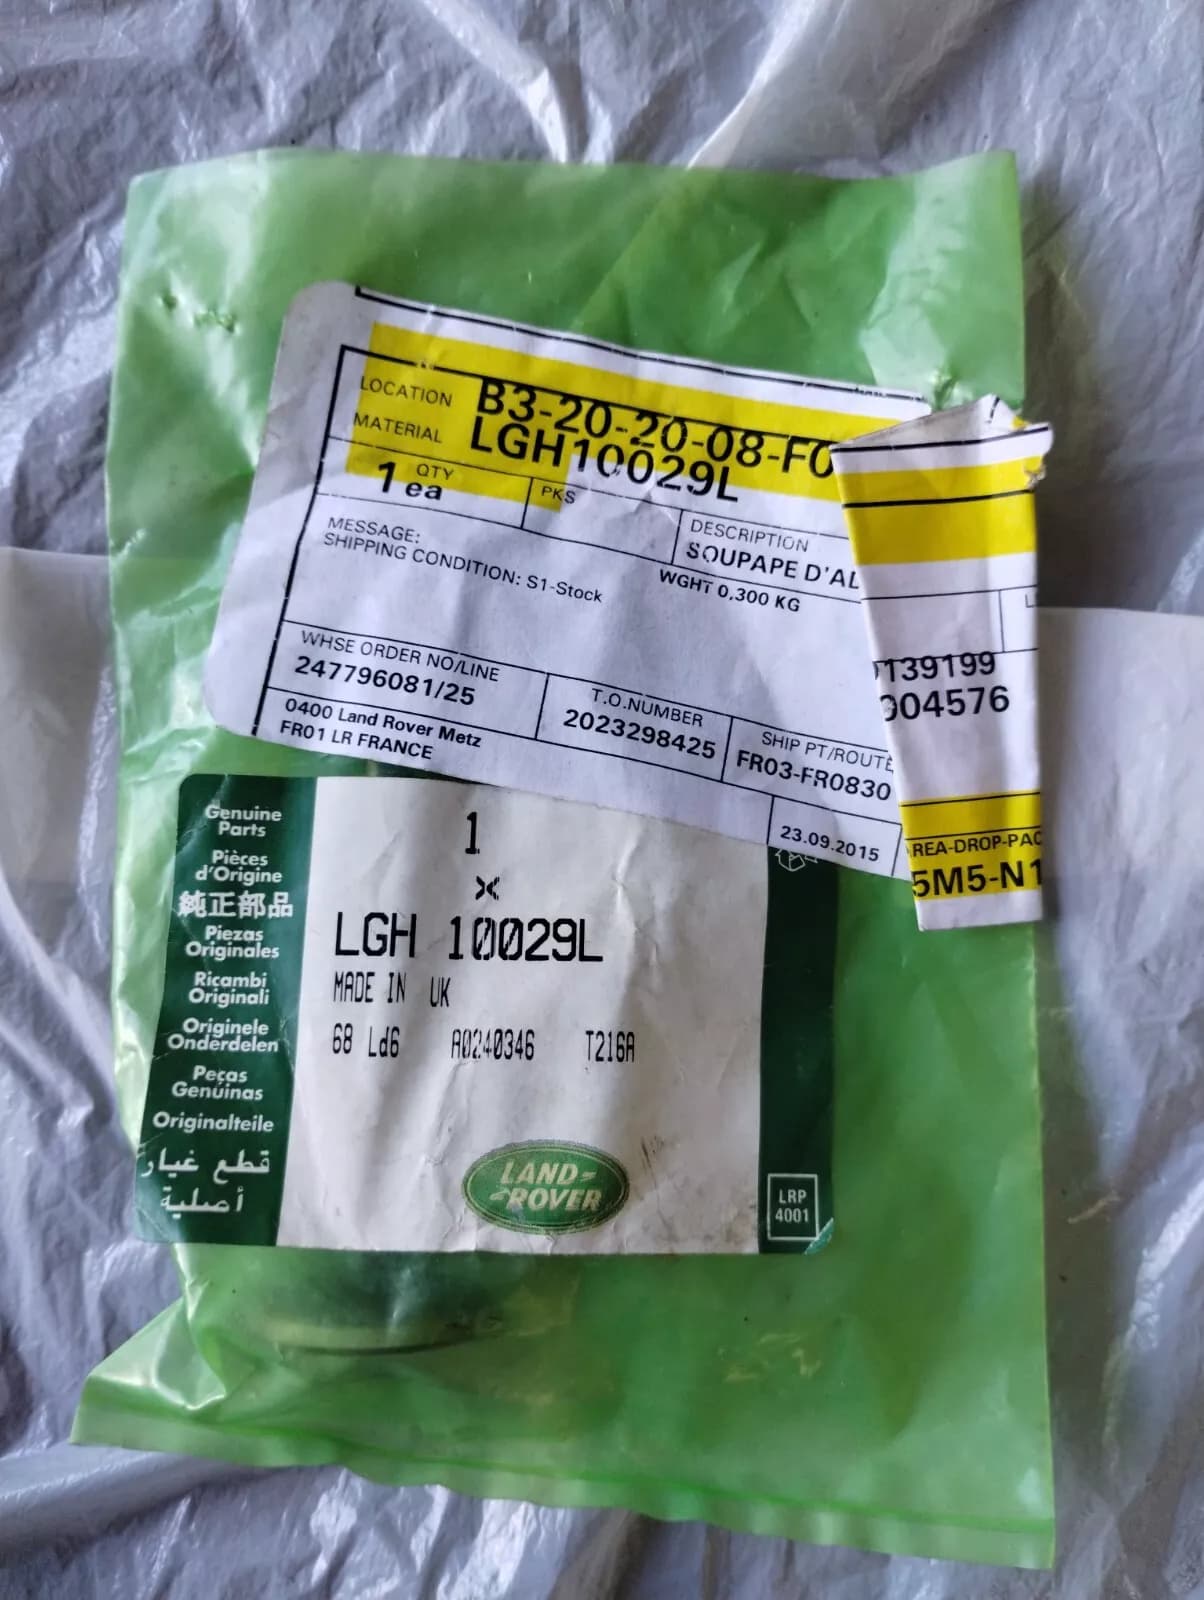 LOCATION B3-20-20-08-F0
MATERIAL LGH10029L
QTY
1 ea
PKS
DESCRIPTION
SOUPAPE D'AL
MESSAGE:
SHIPPING CONDITION: S1-Stock
WGHT 0,300 KG
WHSE ORDER NO/LINE
247796081/25
T.O.NUMBER
2023298425
SHIP PT/ROUTE
FR03-FR0830
0400 Land Rover Metz
FR01 LR FRANCE
23.09.2015
139199
004576
REA-DROP-PAC
5M5-N1
Genuine
Parts
Pièces
d'Origine
純正部品
Piezas
Originales
Ricambi
Originali
Originele
Onderdelen
Peças
Genúinas
Originalteile
قطع غيار
أصلية
1
×
LGH 10029L
MADE IN UK
68 Ld6 A0240346 T216A
LAND-
-ROVER
LRP
4001